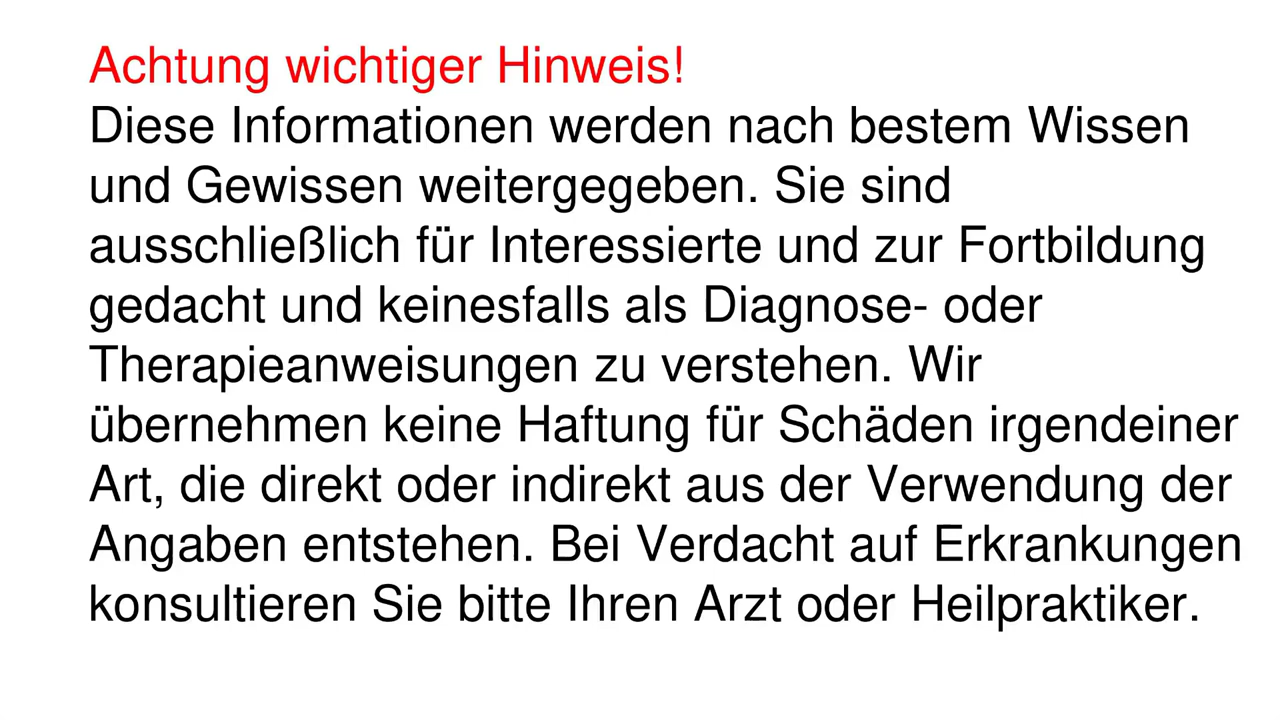 Achtung wichtiger Hinweis!
Diese Informationen werden nach bestem Wissen
und Gewissen weitergegeben. Sie sind
ausschließlich für Interessierte und zur Fortbildung
gedacht und keinesfalls als Diagnose- oder
Therapieanweisungen zu verstehen. Wir
übernehmen keine Haftung für Schäden irgendeiner
Art, die direkt oder indirekt aus der Verwendung der
Angaben entstehen. Bei Verdacht auf Erkrankungen
konsultieren Sie bitte Ihren Arzt oder Heilpraktiker.